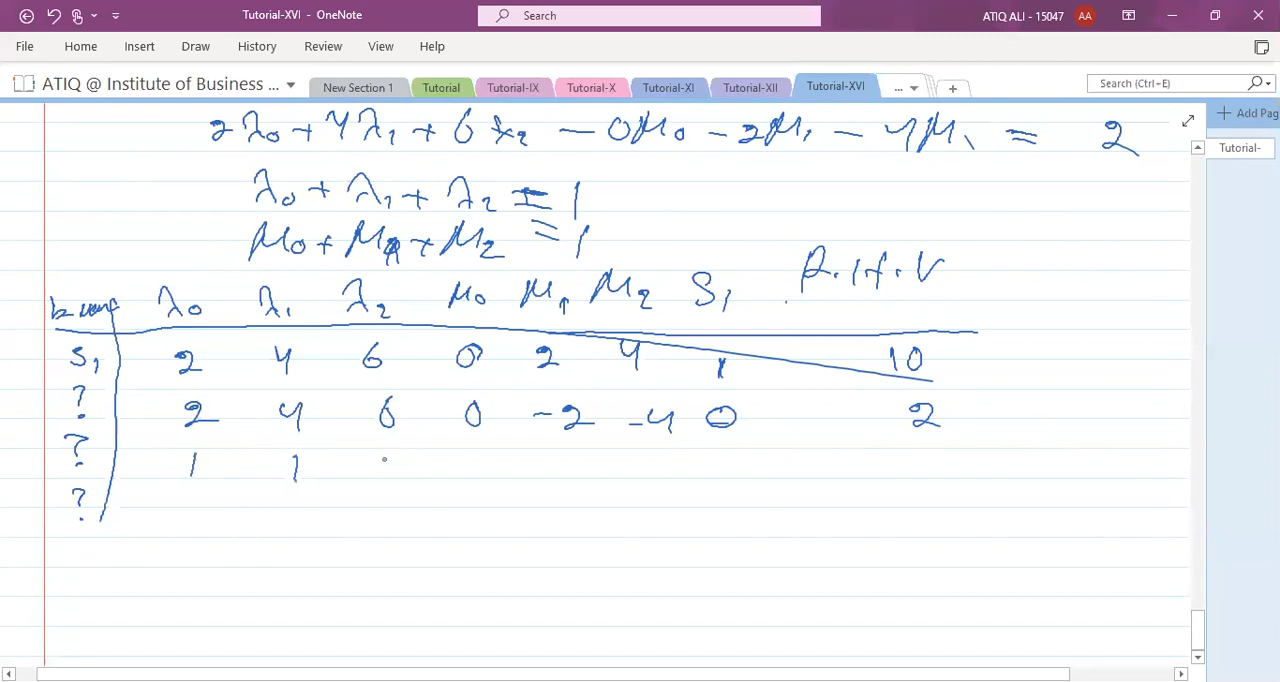 Tutorial-XVI - OneNote
Search
ATIQ ALI - 15047 AA
File Home Insert Draw History Review View Help
ATIQ @ Institute of Business ... New Section 1 Tutorial Tutorial-IX Tutorial-X Tutorial-XI Tutorial-XII Tutorial-XVI ... + Search (Ctrl+E)
+ Add Pag
Tutorial-
2λ0 + 4λ1 + 6λ2 - 0μ0 - 2μ1 - 4μ1 = 2
λ0 + λ1 + λ2 = 1
μ0 + μ1 + μ2 = 1
λ0 λ1 λ2 μ0 μ1 μ2 S1 R.H.V
S1 2 4 6 0 2 4 1 10
? 2 4 6 0 -2 -4 0 2
? 1 1
?